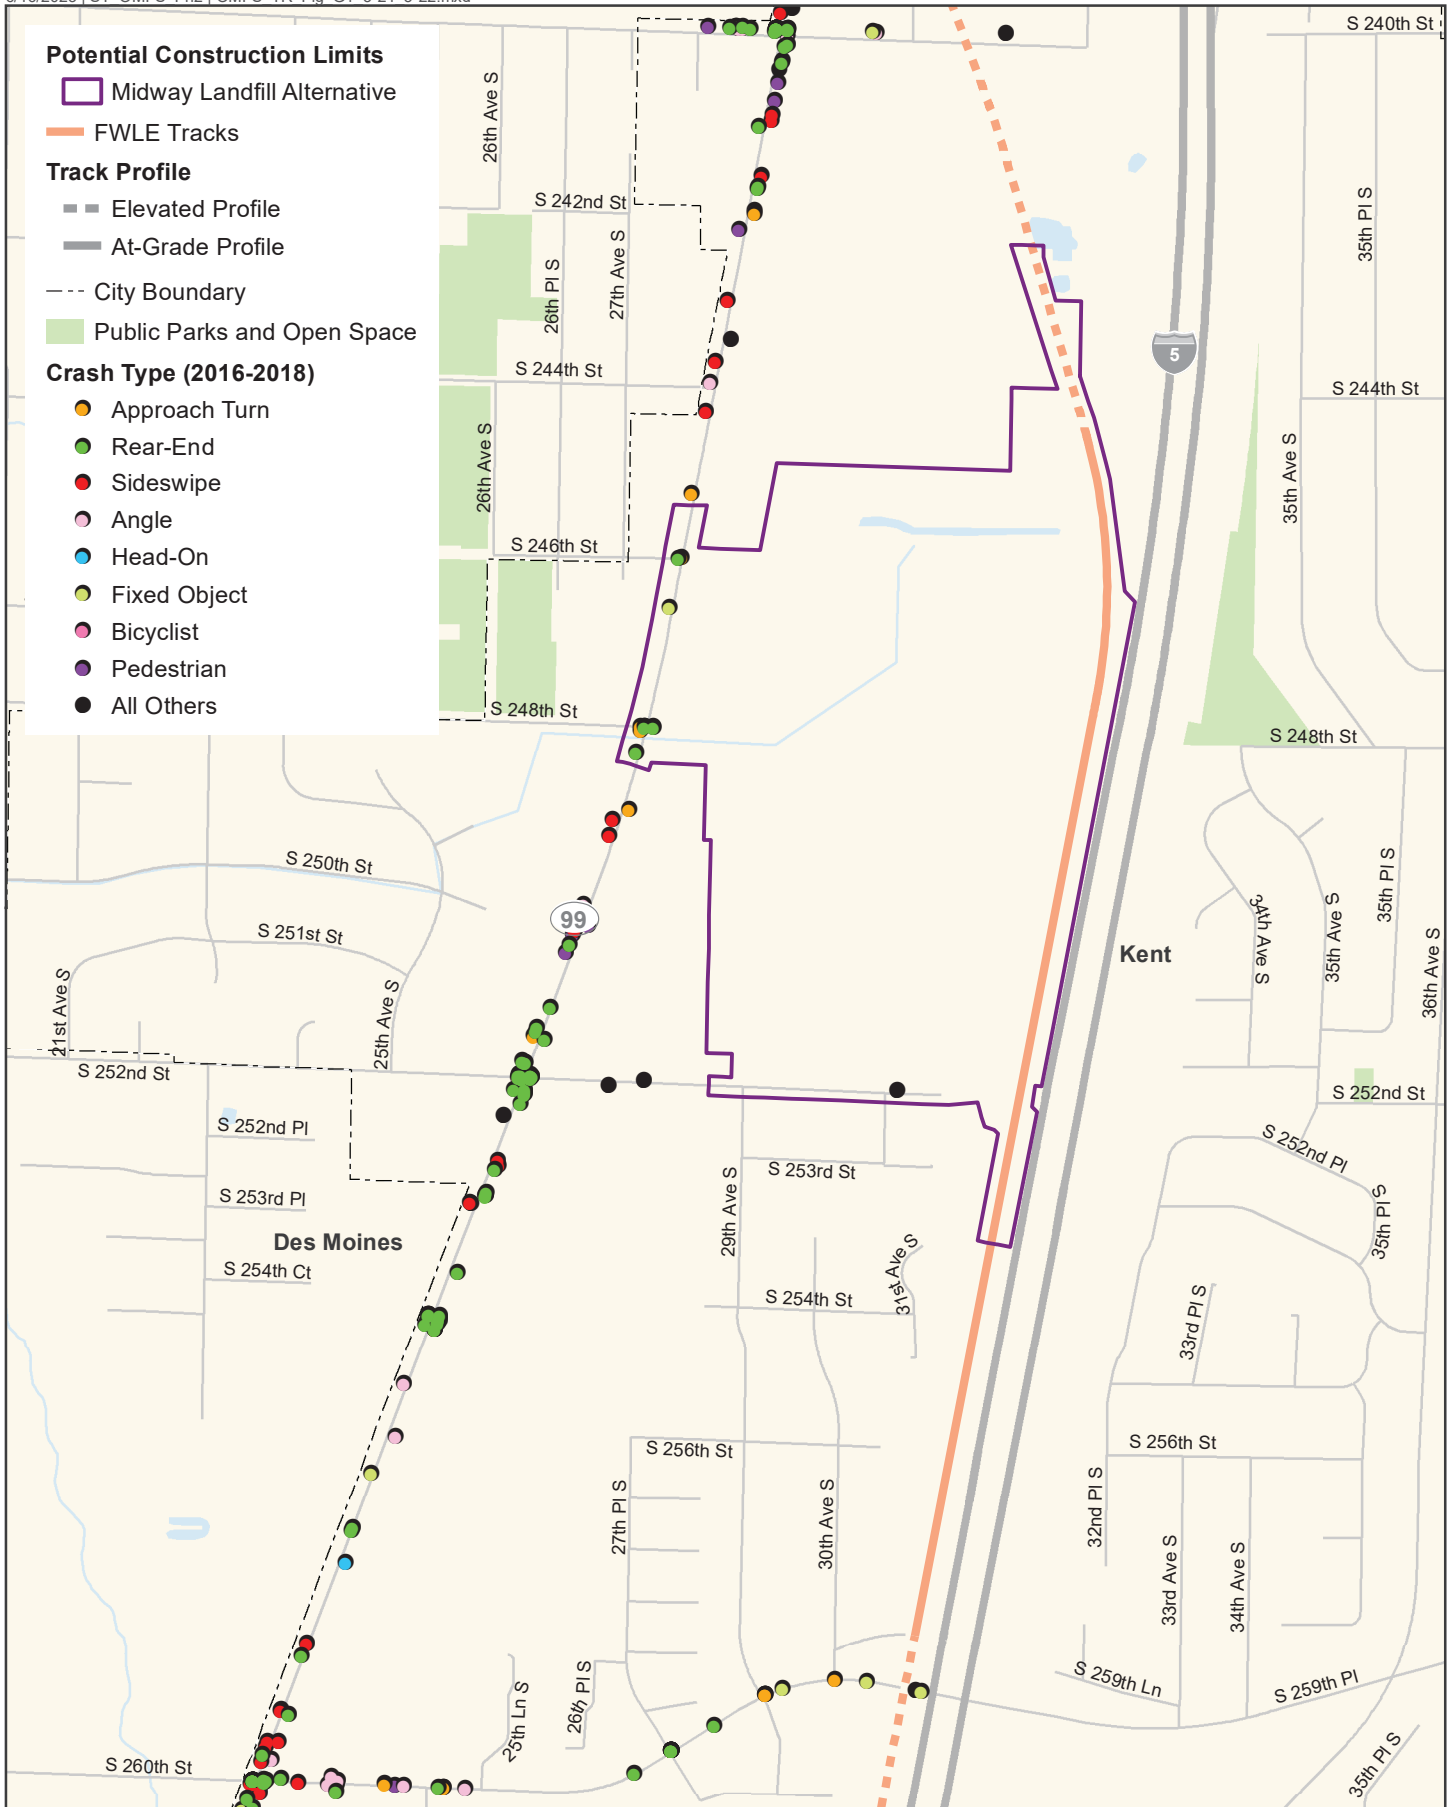 Potential Construction Limits
Midway Landfill Alternative
FWLE Tracks
Track Profile
Elevated Profile
At-Grade Profile
City Boundary
Public Parks and Open Space
Crash Type (2016-2018)
Approach Turn
Rear-End
Sideswipe
Angle
Head-On
Fixed Object
Bicyclist
Pedestrian
All Others
S 240th St
26th Ave S
S 242nd St
26th Pl S
27th Ave S
35th Pl S
5
S 244th St
S 244th St
26th Ave S
35th Ave S
S 246th St
S 248th St
S 248th St
S 250th St
99
S 251st St
21st Ave S
25th Ave S
34th Ave S
35th Ave S
35th Pl S
36th Ave S
Kent
S 252nd St
S 252nd St
S 252nd Pl
S 252nd Pl
S 253rd St
S 253rd Pl
29th Ave S
35th Pl S
Des Moines
31st Ave S
S 254th Ct
S 254th St
33rd Pl S
S 256th St
S 256th St
27th Pl S
30th Ave S
32nd Pl S
33rd Ave S
34th Ave S
25th Ln S
26th Pl S
S 259th Ln
S 259th Pl
S 260th St
35th Pl S